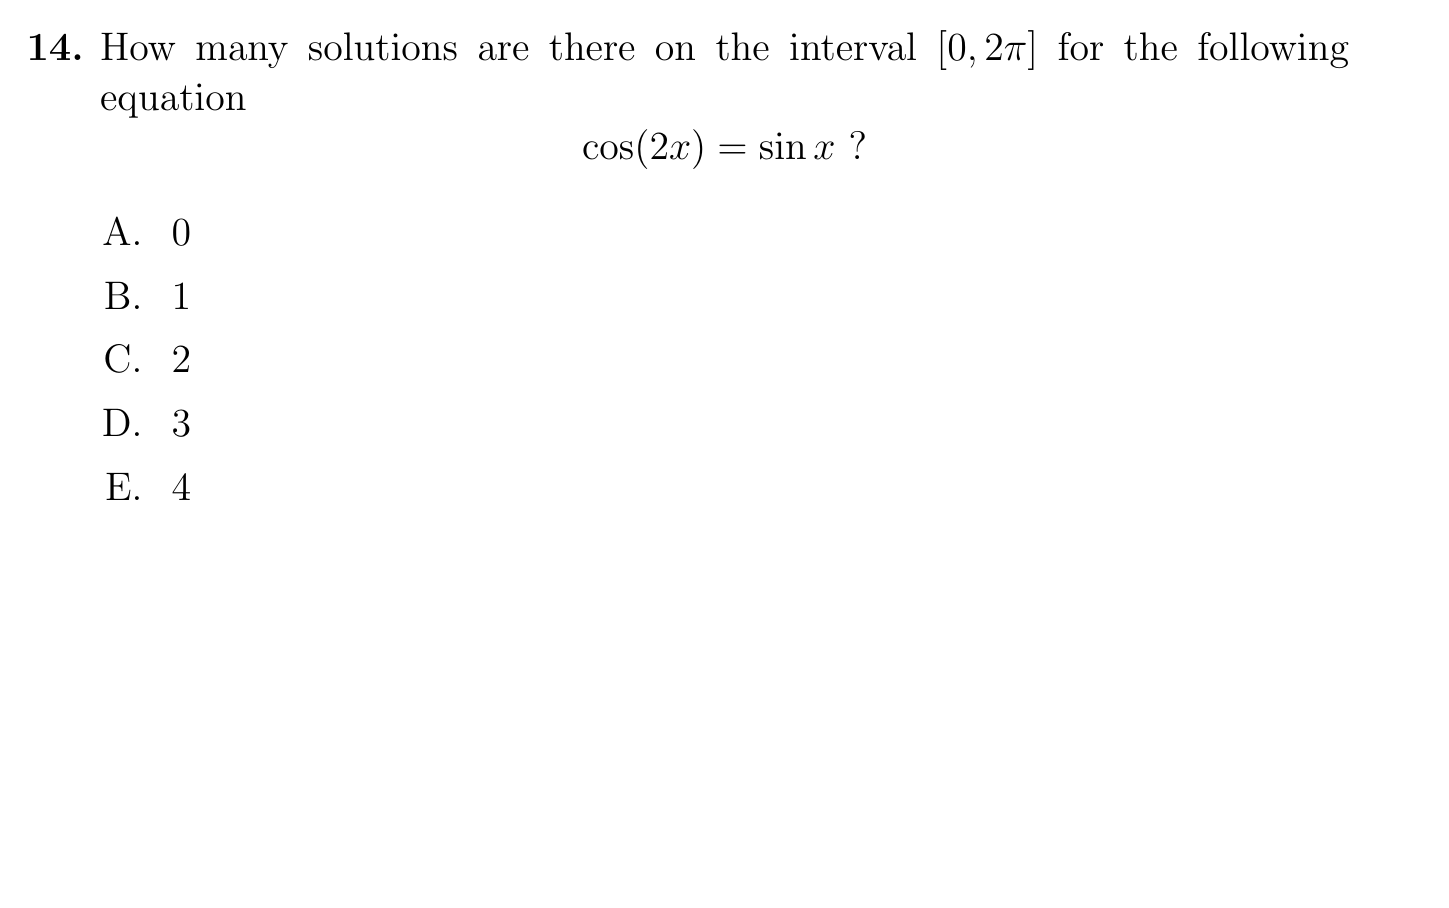 14. How many solutions are there on the interval [0, 2π] for the following
equation
cos(2x) = sin x ?
A. 0
B. 1
C. 2
D. 3
E. 4